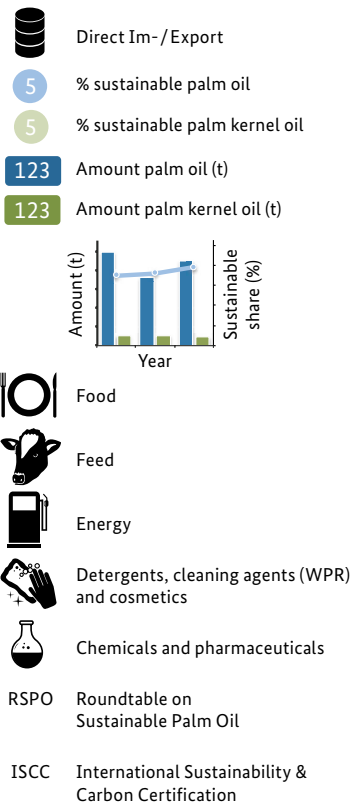 Direct Im-/Export
5 % sustainable palm oil
5 % sustainable palm kernel oil
123 Amount palm oil (t)
123 Amount palm kernel oil (t)
Amount (t)
Sustainable
share (%)
Year
Food
Feed
Energy
Detergents, cleaning agents (WPR)
and cosmetics
Chemicals and pharmaceuticals
RSPO Roundtable on
Sustainable Palm Oil
ISCC International Sustainability &
Carbon Certification